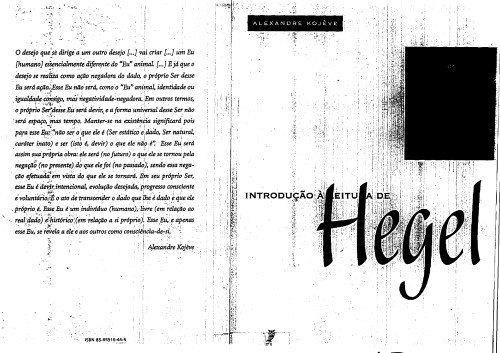 O desejo que se dirige a um outro desejo [...] vai criar [...] um Eu
[humano] essencialmente diferente do "Eu" animal. [...] E já que o
desejo se realiza como ação negadora do dado, o próprio Ser desse
Eu será ação. Esse Eu não será, como o "Eu" animal, identidade ou
igualdade consigo, mas negatividade-negadora. Em outros termos,
o próprio Ser desse Eu será devir, e a forma universal desse Ser não
será espaço, mas tempo. Manter-se na existência significará pois
para esse Eu: "não ser o que ele é (Ser estático e dado, Ser natural,
caráter inato) e ser (isto é, devir) o que ele não é". Esse Eu será
assim sua própria obra: ele será (no futuro) o que ele se tornou pela
negação (no presente) do que ele foi (no passado), sendo essa nega-
ção efetuada em vista do que ele se tornará. Em seu próprio Ser,
esse Eu é devir intencional, evolução desejada, progresso consciente
e voluntário. É o ato de transcender o dado que lhe é dado e que ele
próprio é. Esse Eu é um indivíduo (humano), livre (em relação ao
real dado) e histórico (em relação a si próprio). Esse Eu, e apenas
esse Eu, se revela a ele e aos outros como consciência-de-si.
Alexandre Kojève
ISBN 85-85910-44-6
ALEXANDRE KOJÈVE
INTRODUÇÃO À LEITURA DE
Hegel